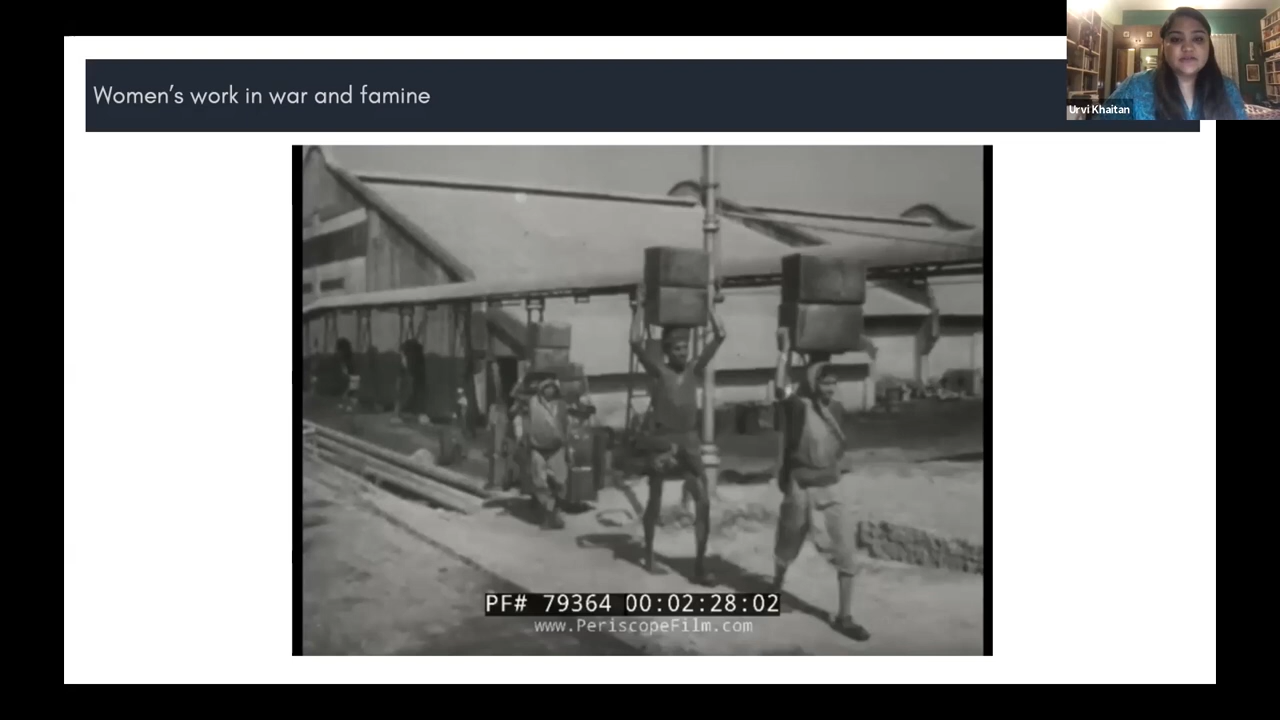 Women's work in war and famine
Urvi Khaitan
PF# 79364 00:02:28:02
www.PeriscopeFilm.com